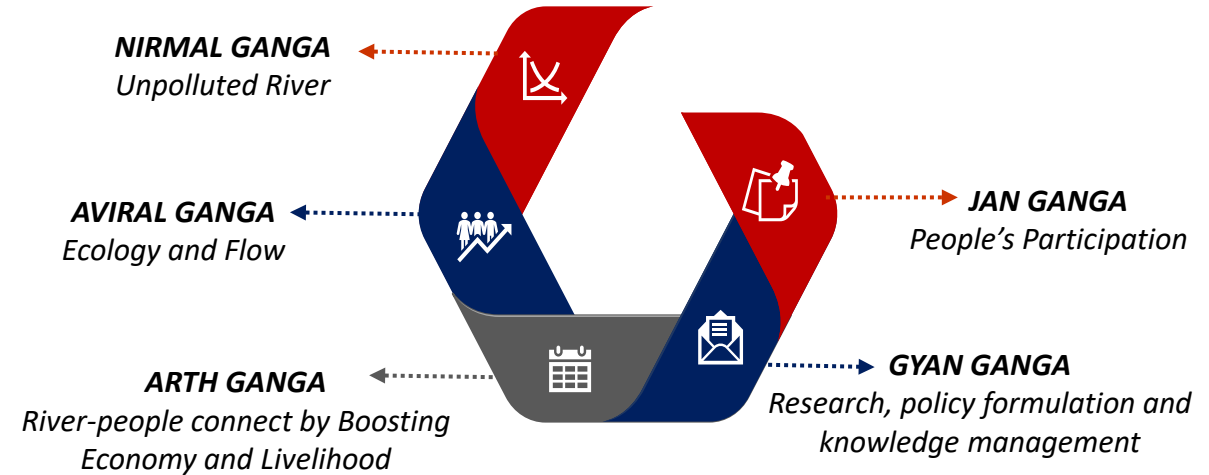 NIRMAL GANGA
Unpolluted River
AVIRAL GANGA
Ecology and Flow
ARTH GANGA
River-people connect by Boosting
Economy and Livelihood
JAN GANGA
People’s Participation
GYAN GANGA
Research, policy formulation and
knowledge management